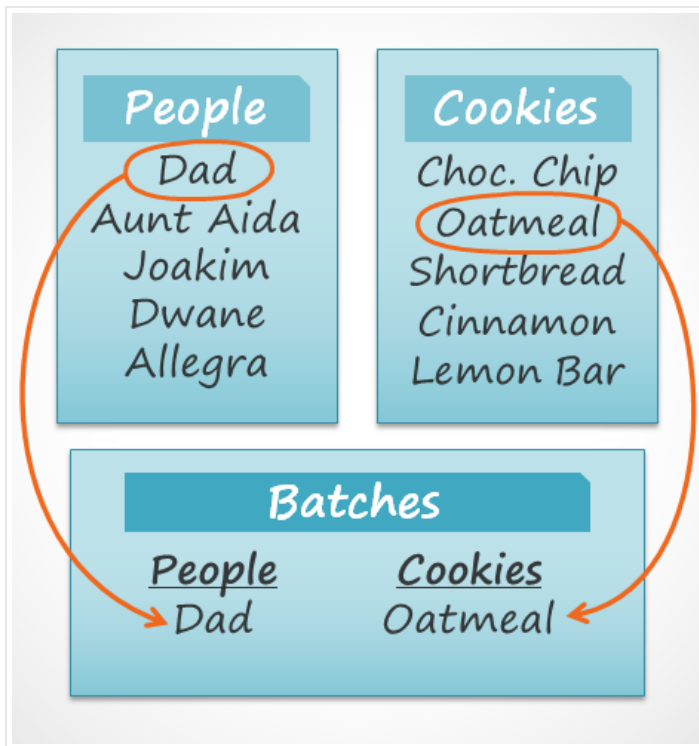 People
Dad
Aunt Aida
Joakim
Dwane
Allegra
Cookies
Choc. Chip
Oatmeal
Shortbread
Cinnamon
Lemon Bar
Batches
People Cookies
Dad Oatmeal